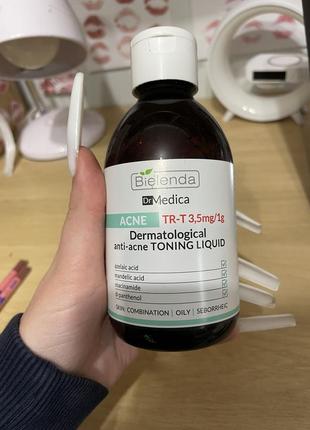 Bielenda
Dr Medica
ACNE TR-T 3,5mg/1g
Dermatological
anti-acne TONING LIQUID
azelaic acid
mandelic acid
niacinamide
d-panthenol
SKIN: COMBINATION | OILY | SEBORRHEIC